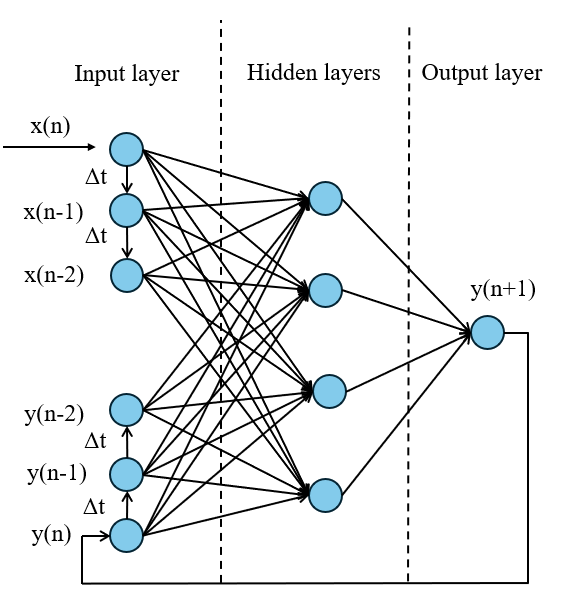 Input layer
Hidden layers
Output layer
x(n)
Δt
x(n-1)
Δt
x(n-2)
y(n+1)
y(n-2)
Δt
y(n-1)
Δt
y(n)